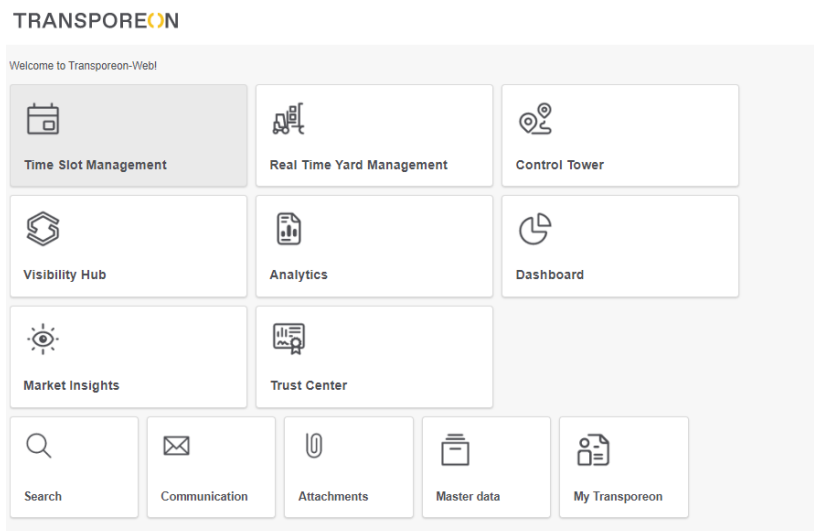 TRANSPOREON
Welcome to Transporeon-Web!
Time Slot Management
Real Time Yard Management
Control Tower
Visibility Hub
Analytics
Dashboard
Market Insights
Trust Center
Search
Communication
Attachments
Master data
My Transporeon